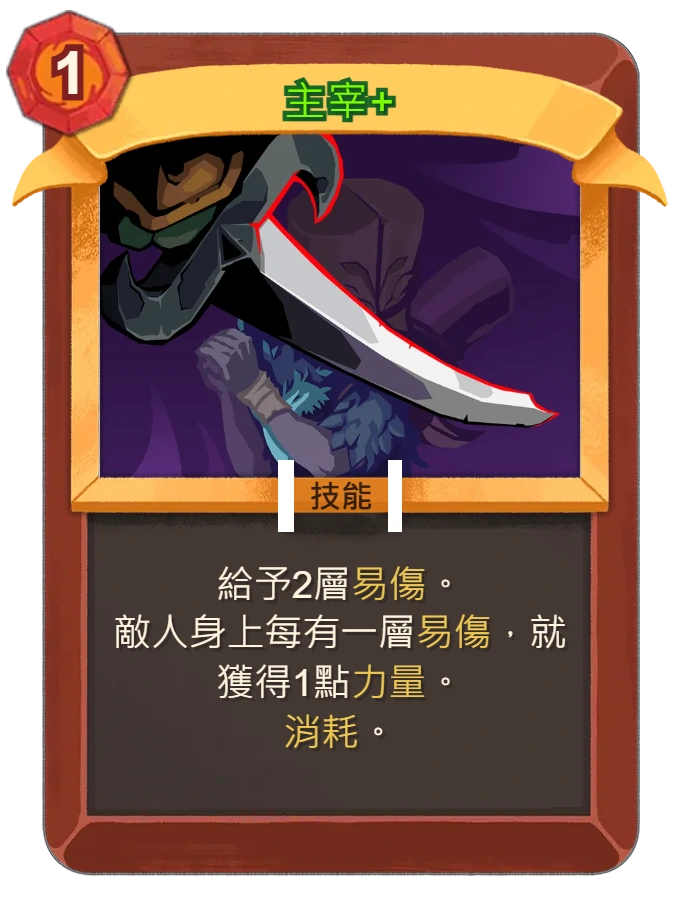 1
主宰+
技能
給予2層易傷。
敵人身上每有一層易傷，就
獲得1點力量。
消耗。